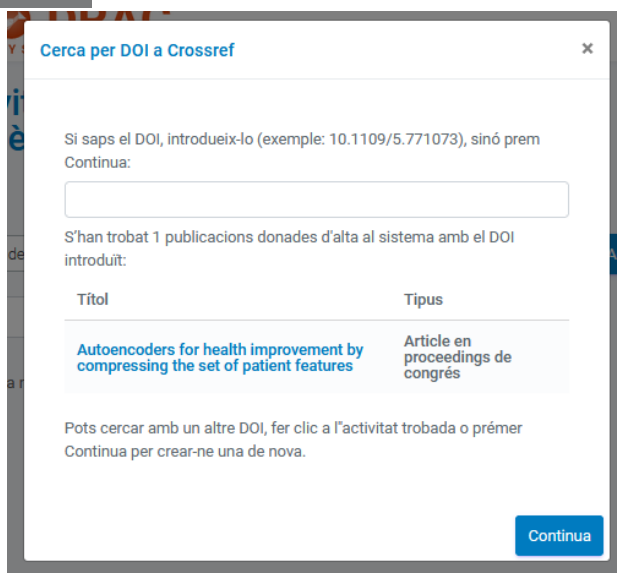 Cerca per DOI a Crossref
×
Si saps el DOI, introdueix-lo (exemple: 10.1109/5.771073), sinó prem
Continua:
S'han trobat 1 publicacions donades d'alta al sistema amb el DOI
introduït:
Títol Tipus
Autoencoders for health improvement by
compressing the set of patient features
Article en
proceedings de
congrés
Pots cercar amb un altre DOI, fer clic a l"activitat trobada o prémer
Continua per crear-ne una de nova.
Continua